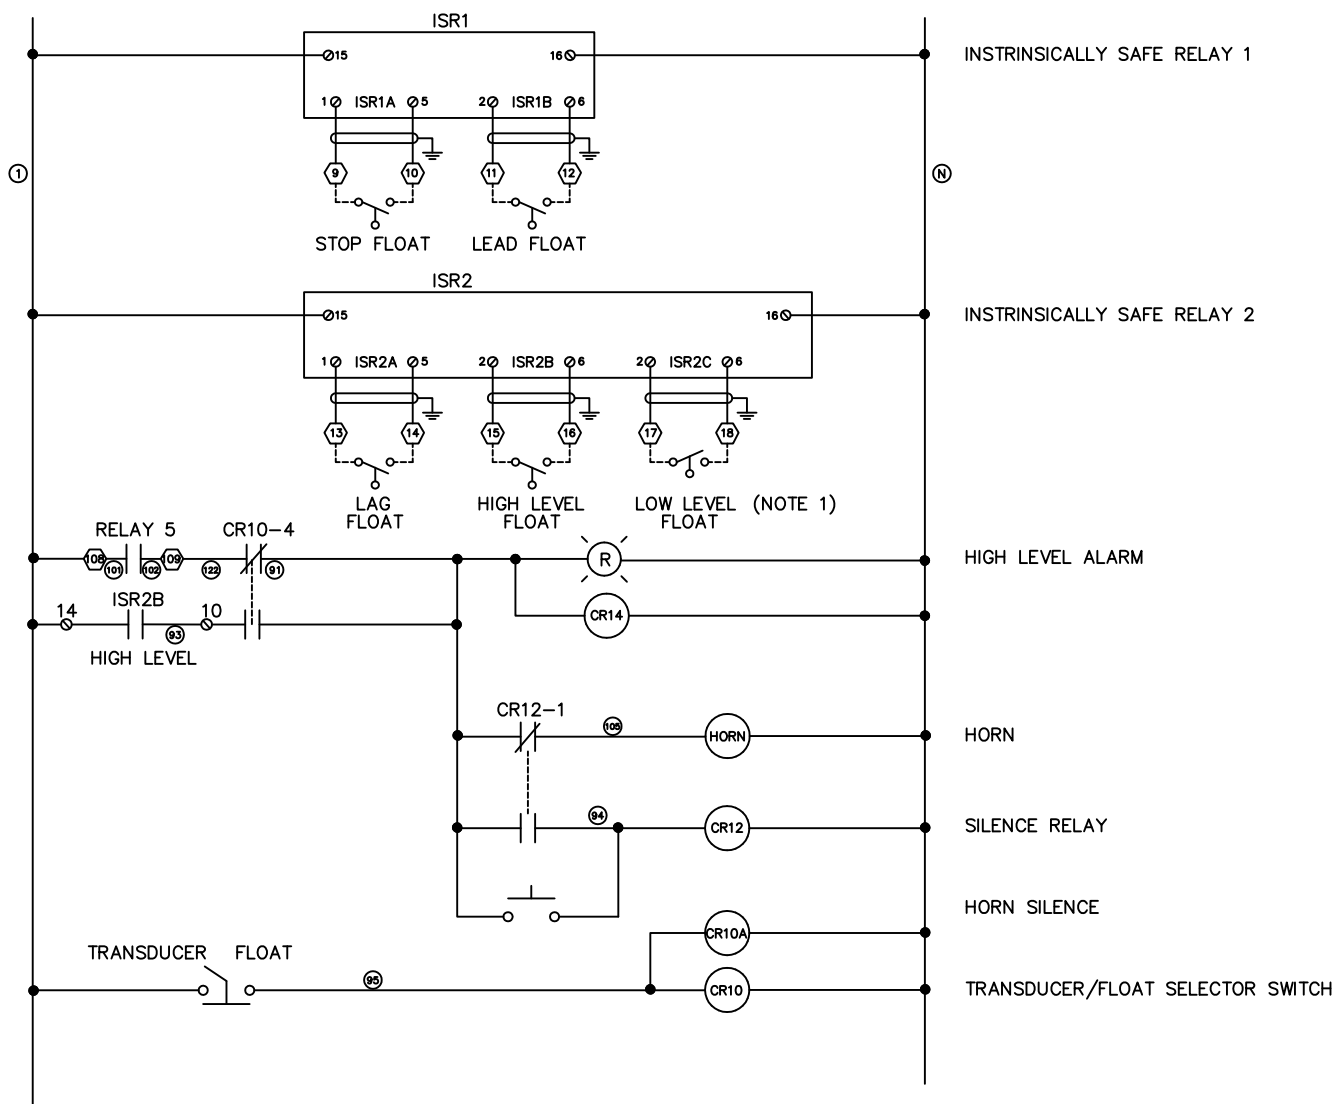 ISR1
15
16
INSTRINSICALLY SAFE RELAY 1
1 ISR1A 5
2 ISR1B 6
1
9
10
11
12
N
STOP FLOAT
LEAD FLOAT
ISR2
15
16
INSTRINSICALLY SAFE RELAY 2
1 ISR2A 5
2 ISR2B 6
2 ISR2C 6
13
14
15
16
17
18
LAG
FLOAT
HIGH LEVEL
FLOAT
LOW LEVEL (NOTE 1)
FLOAT
RELAY 5
CR10-4
108
101
102
109
122
91
R
HIGH LEVEL ALARM
ISR2B
14
93
10
CR14
HIGH LEVEL
CR12-1
105
HORN
HORN
94
CR12
SILENCE RELAY
HORN SILENCE
CR10A
TRANSDUCER FLOAT
95
CR10
TRANSDUCER/FLOAT SELECTOR SWITCH